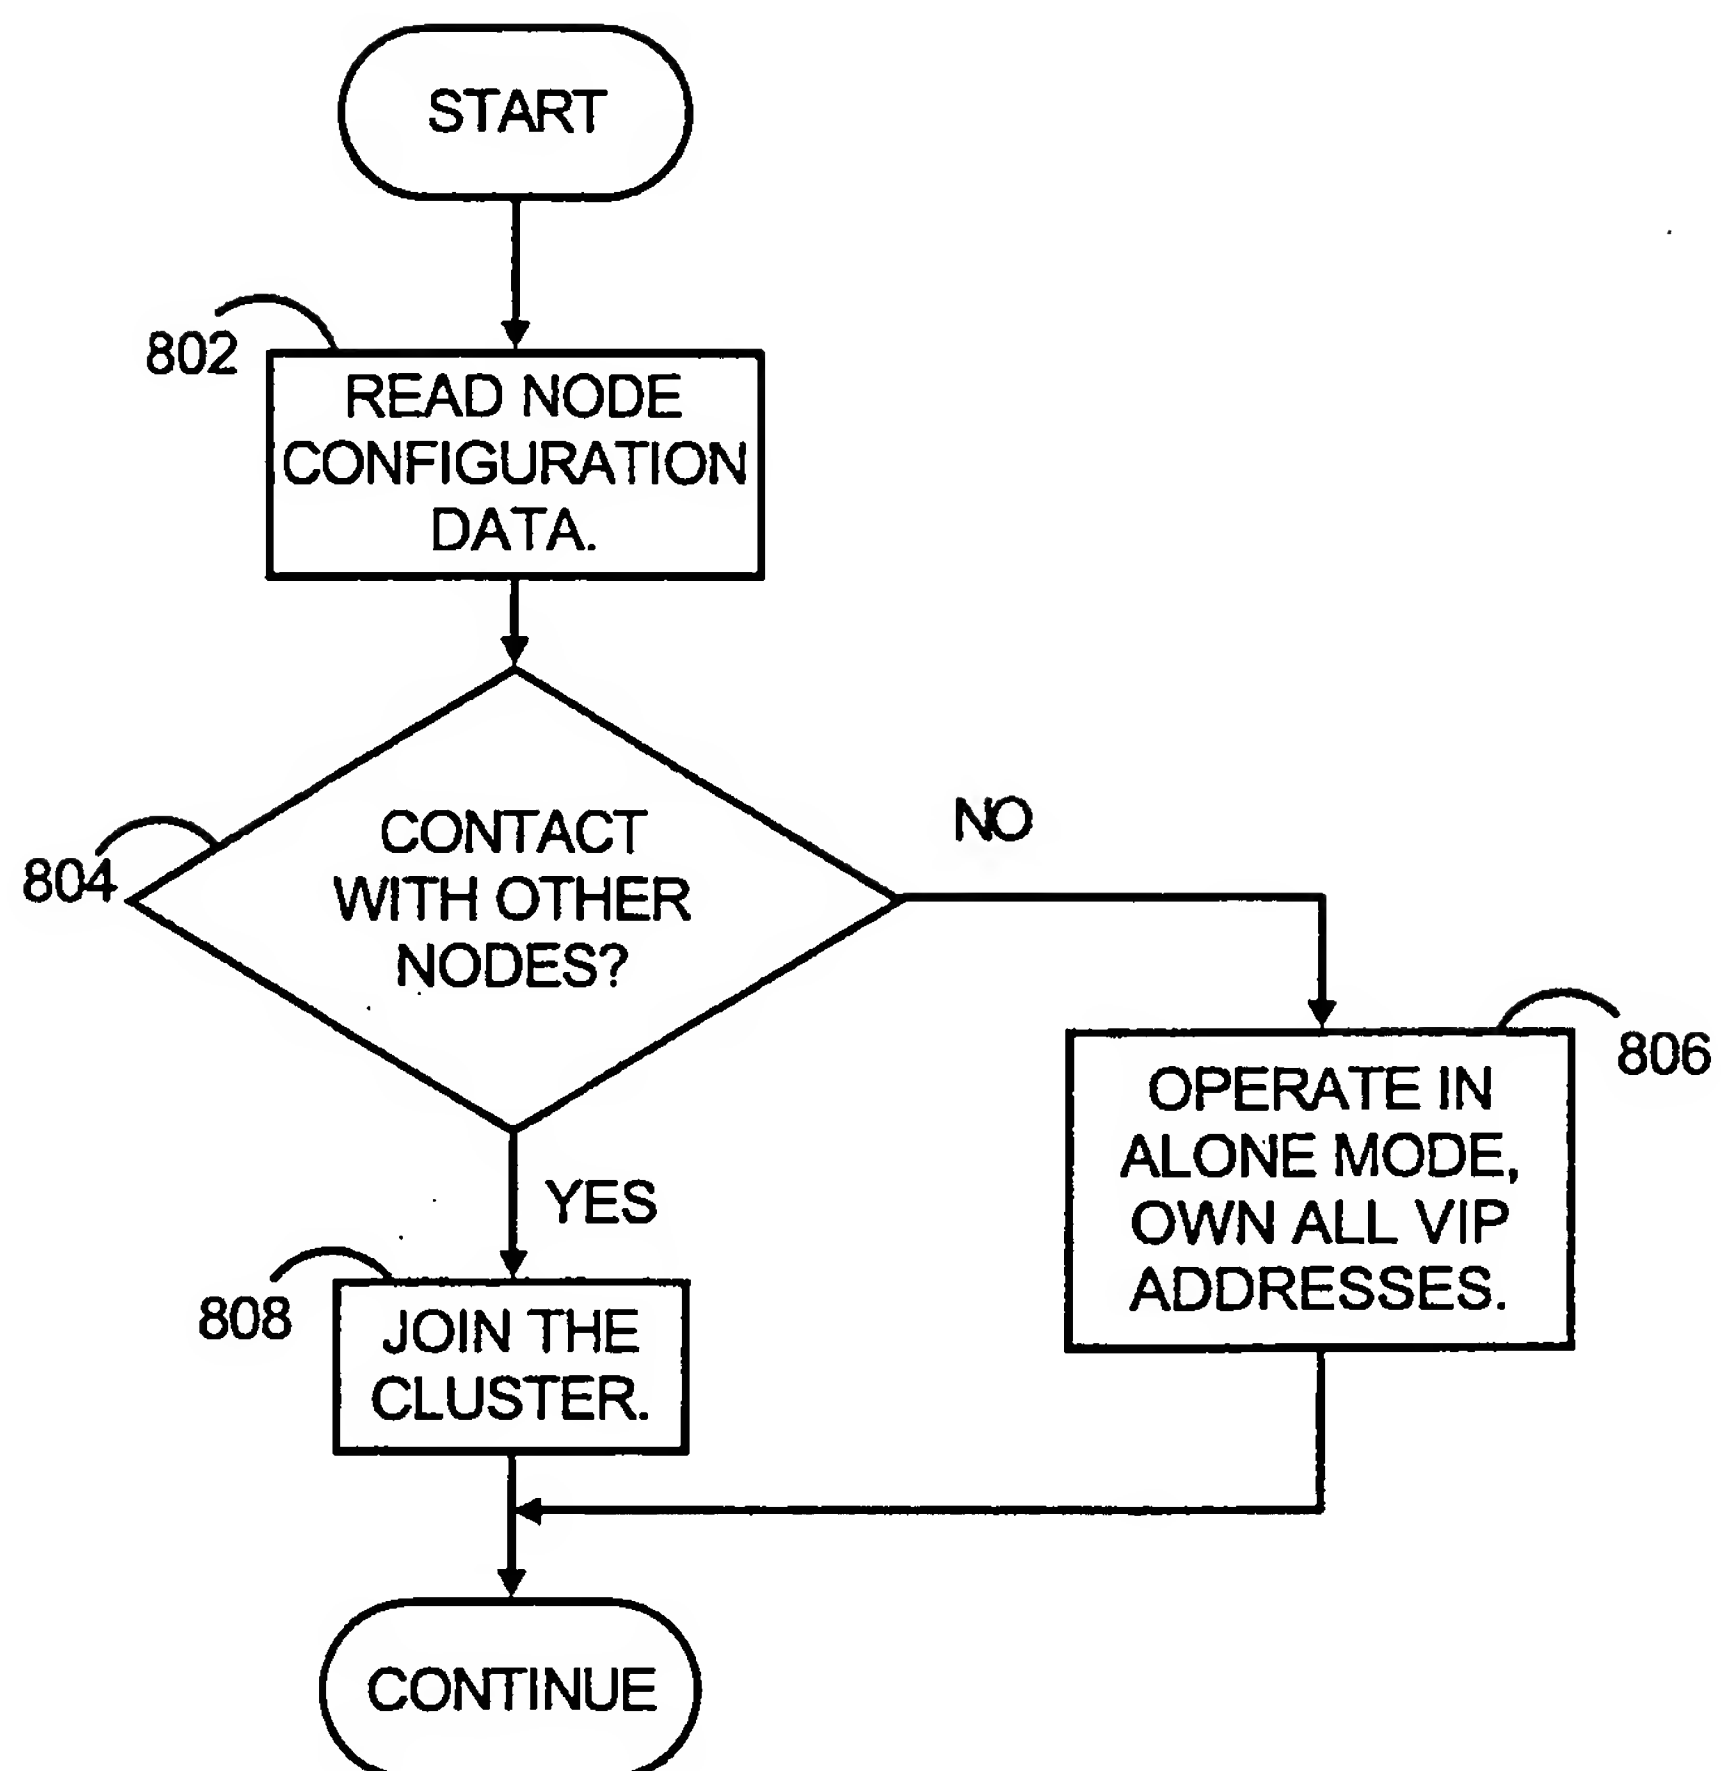 START
802
READ NODE
CONFIGURATION
DATA.
804
CONTACT
WITH OTHER
NODES?
NO
YES
806
OPERATE IN
ALONE MODE,
OWN ALL VIP
ADDRESSES.
808
JOIN THE
CLUSTER.
CONTINUE